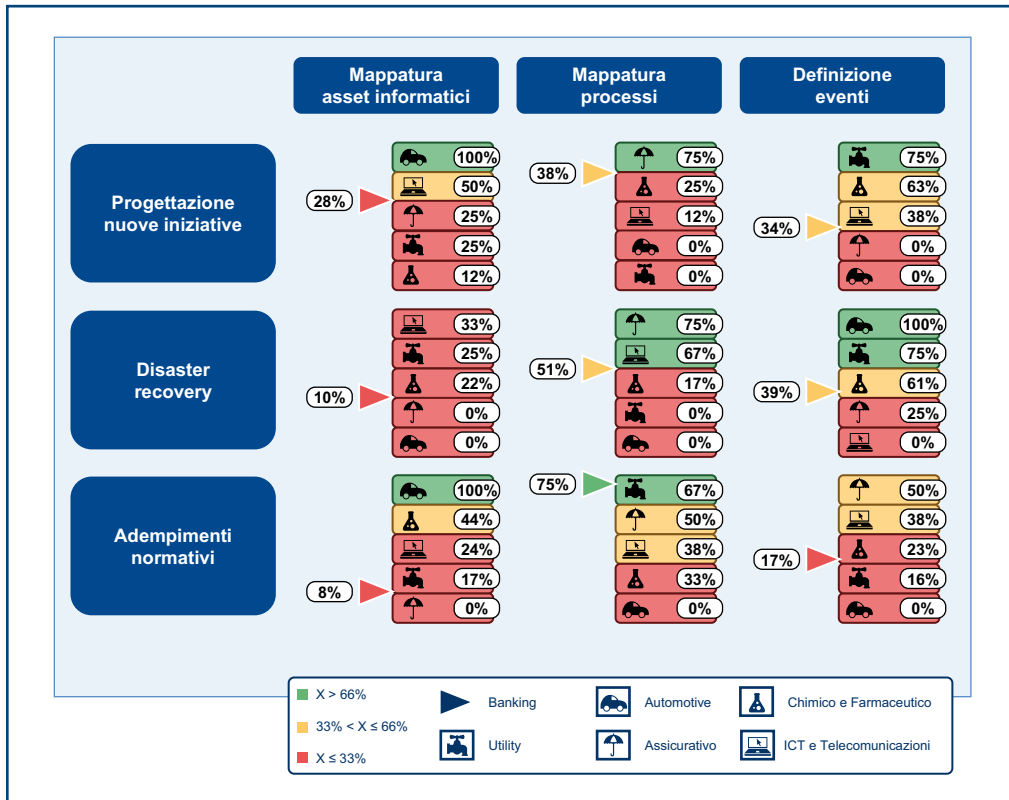 Mappatura
asset informatici
Mappatura
processi
Definizione
eventi
Progettazione
nuove iniziative
28%
100%
50%
25%
25%
12%
38%
75%
25%
12%
0%
0%
34%
75%
63%
38%
0%
0%
Disaster
recovery
10%
33%
25%
22%
0%
0%
51%
75%
67%
17%
0%
0%
39%
100%
75%
61%
25%
0%
Adempimenti
normativi
8%
100%
44%
24%
17%
0%
75%
67%
50%
38%
33%
0%
17%
50%
38%
23%
16%
0%
X > 66%
33% < X ≤ 66%
X ≤ 33%
Banking
Automotive
Chimico e Farmaceutico
Utility
Assicurativo
ICT e Telecomunicazioni